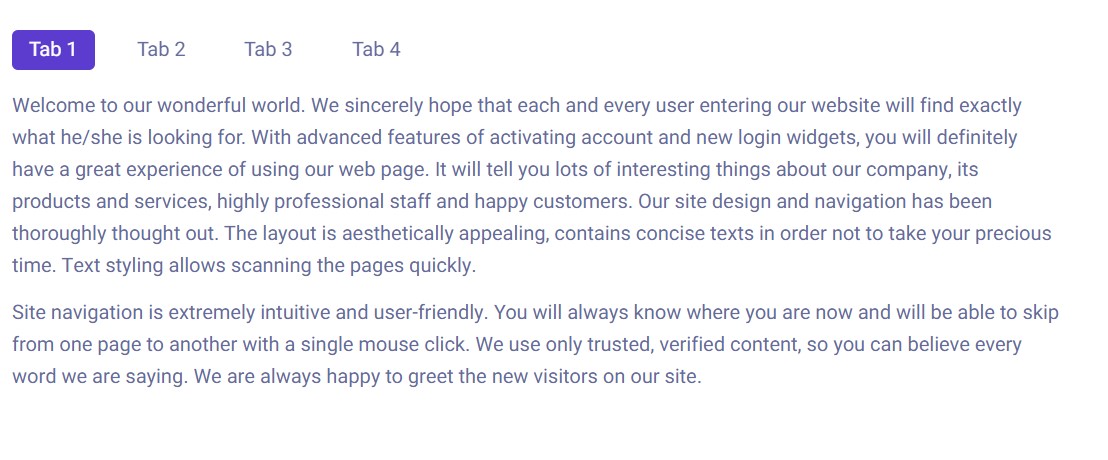 Tab 1 Tab 2 Tab 3 Tab 4
Welcome to our wonderful world. We sincerely hope that each and every user entering our website will find exactly
what he/she is looking for. With advanced features of activating account and new login widgets, you will definitely
have a great experience of using our web page. It will tell you lots of interesting things about our company, its
products and services, highly professional staff and happy customers. Our site design and navigation has been
thoroughly thought out. The layout is aesthetically appealing, contains concise texts in order not to take your precious
time. Text styling allows scanning the pages quickly.
Site navigation is extremely intuitive and user-friendly. You will always know where you are now and will be able to skip
from one page to another with a single mouse click. We use only trusted, verified content, so you can believe every
word we are saying. We are always happy to greet the new visitors on our site.